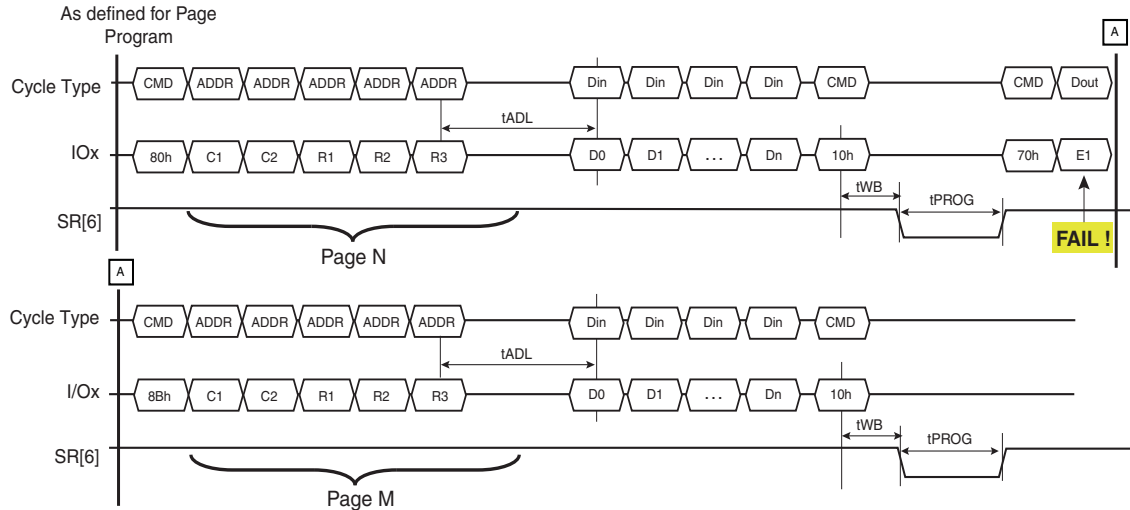 As defined for Page
Program
A
Cycle Type CMD ADDR ADDR ADDR ADDR ADDR Din Din Din Din CMD CMD Dout
tADL
IOx 80h C1 C2 R1 R2 R3 D0 D1 ... Dn 10h 70h E1
tWB tPROG
SR[6]
Page N
FAIL !
A
Cycle Type CMD ADDR ADDR ADDR ADDR ADDR Din Din Din Din CMD
tADL
I/Ox 8Bh C1 C2 R1 R2 R3 D0 D1 ... Dn 10h
tWB tPROG
SR[6]
Page M